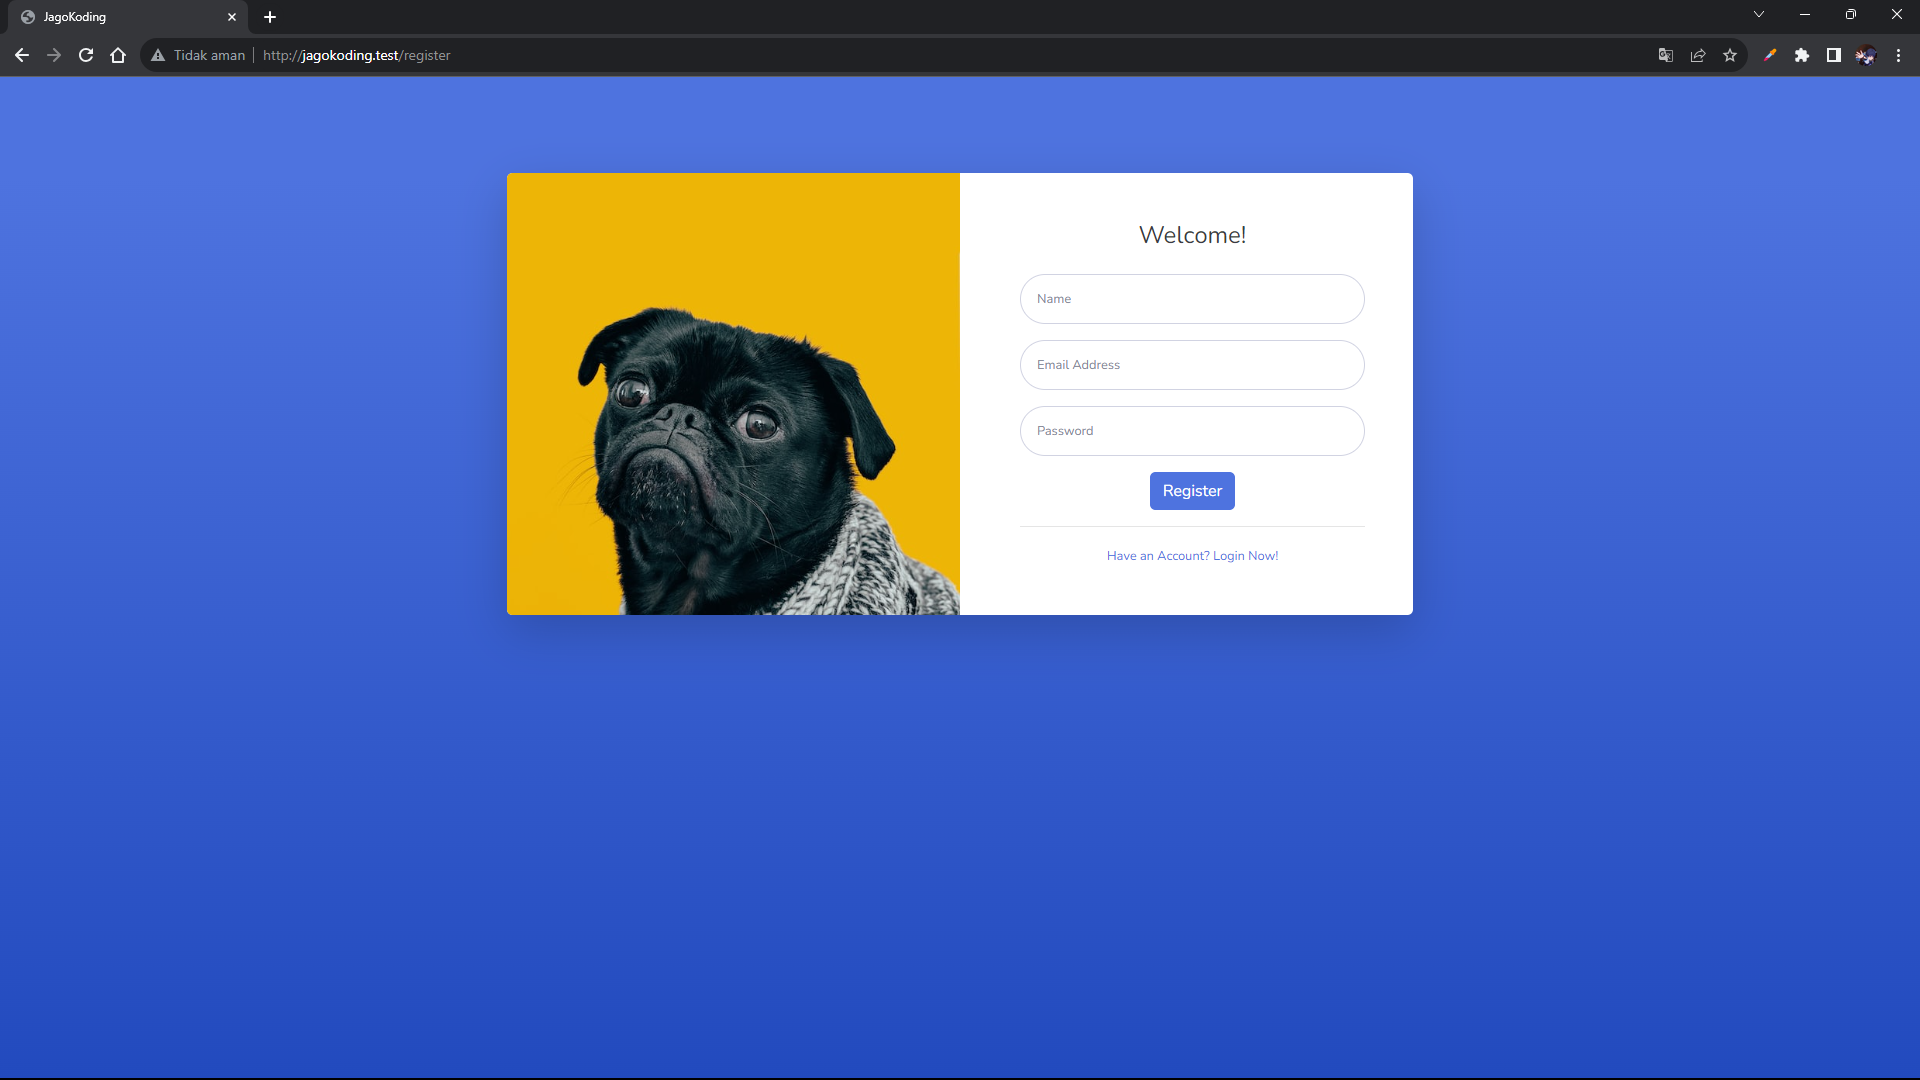 JagoKoding
Tidak aman http://jagokoding.test/register
Welcome!
Name
Email Address
Password
Register
Have an Account? Login Now!